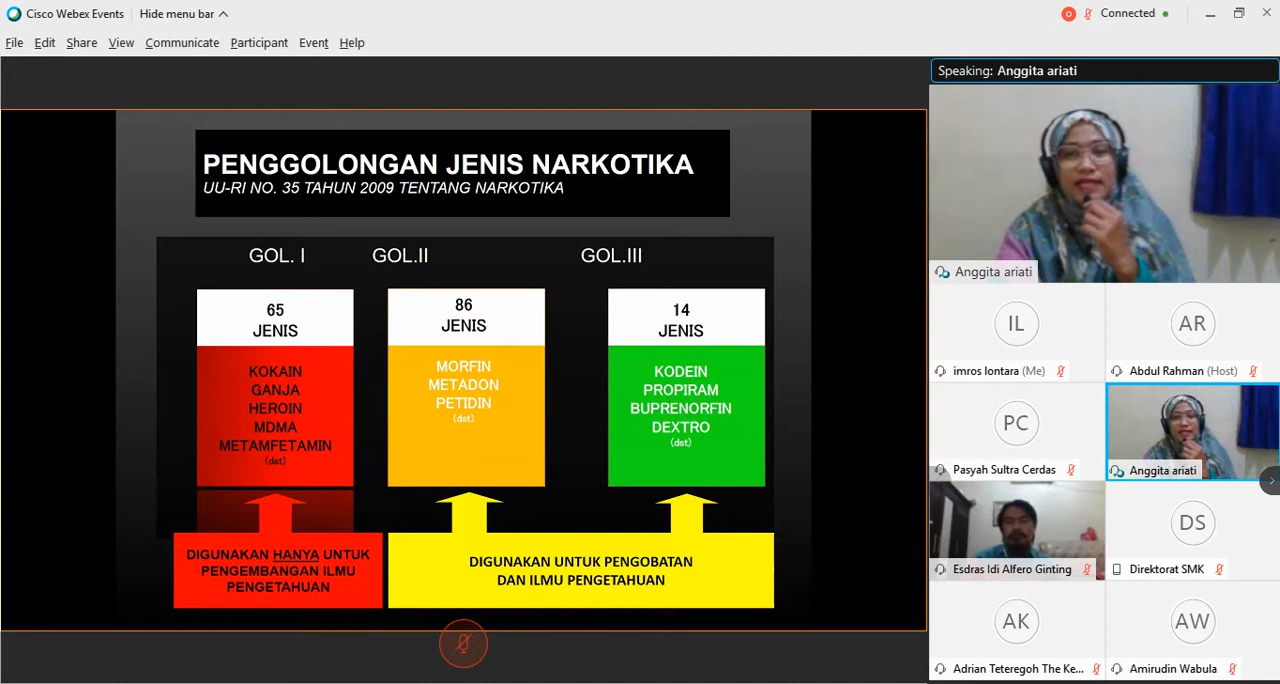 Cisco Webex Events
Hide menu bar
Connected
File Edit Share View Communicate Participant Event Help
Speaking: Anggita ariati
PENGGOLONGAN JENIS NARKOTIKA
UU-RI NO. 35 TAHUN 2009 TENTANG NARKOTIKA
GOL. I
GOL.II
GOL.III
65
JENIS
KOKAIN
GANJA
HEROIN
MDMA
METAMFETAMIN
(dst)
86
JENIS
MORFIN
METADON
PETIDIN
(dst)
14
JENIS
KODEIN
PROPIRAM
BUPRENORFIN
DEXTRO
(dst)
DIGUNAKAN HANYA UNTUK
PENGEMBANGAN ILMU
PENGETAHUAN
DIGUNAKAN UNTUK PENGOBATAN
DAN ILMU PENGETAHUAN
Anggita ariati
IL
imros lontara (Me)
AR
Abdul Rahman (Host)
PC
Pasyah Sultra Cerdas
Anggita ariati
Esdras Idi Alfero Ginting
DS
Direktorat SMK
AK
Adrian Teteregoh The Ke...
AW
Amirudin Wabula